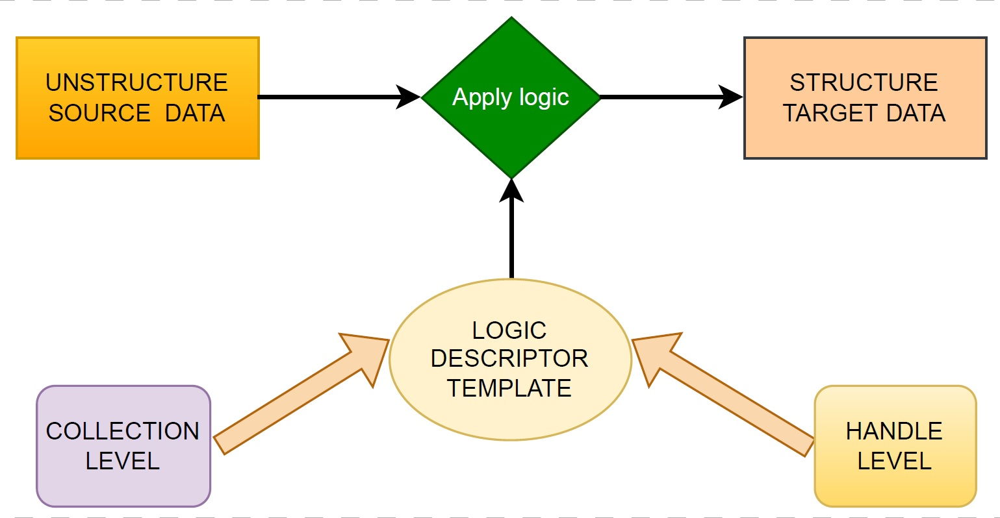 UNSTRUCTURE
SOURCE  DATA
Apply logic
STRUCTURE
TARGET DATA
LOGIC
DESCRIPTOR
TEMPLATE
COLLECTION
LEVEL
HANDLE
LEVEL